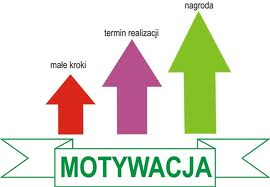 nagroda
termin realizacji
małe kroki
MOTYWACJA